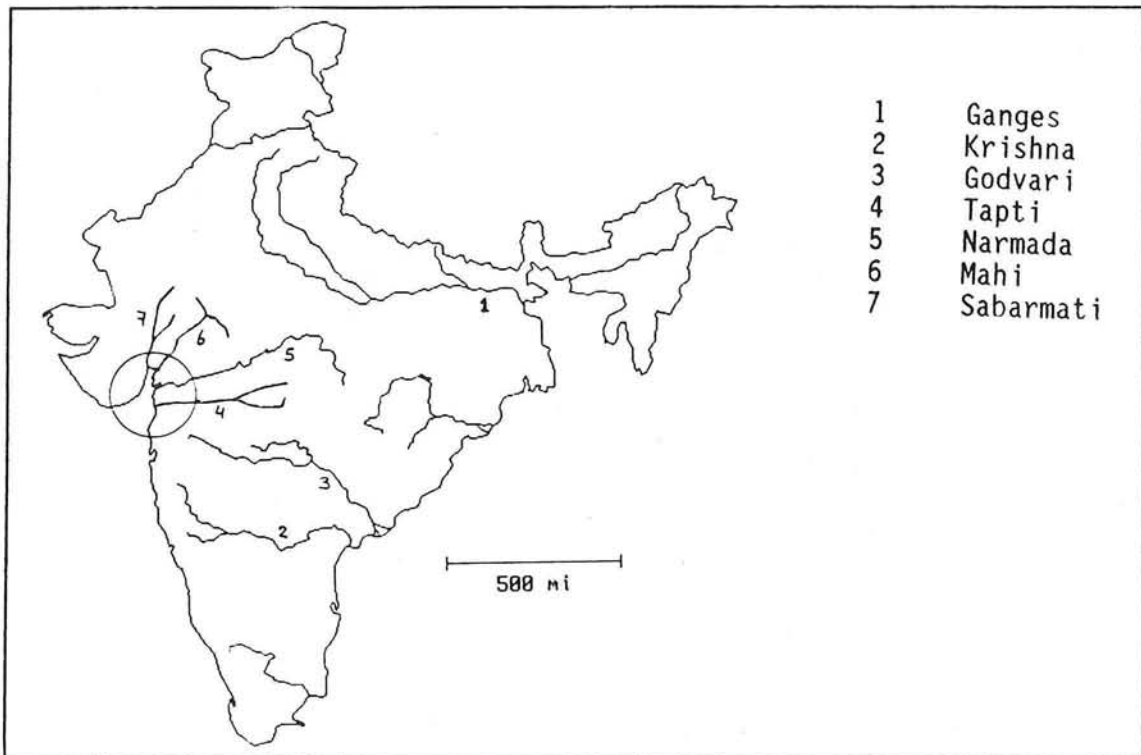 1 Ganges
2 Krishna
3 Godvari
4 Tapti
5 Narmada
6 Mahi
7 Sabarmati
1
7
6
5
4
3
2
500 mi